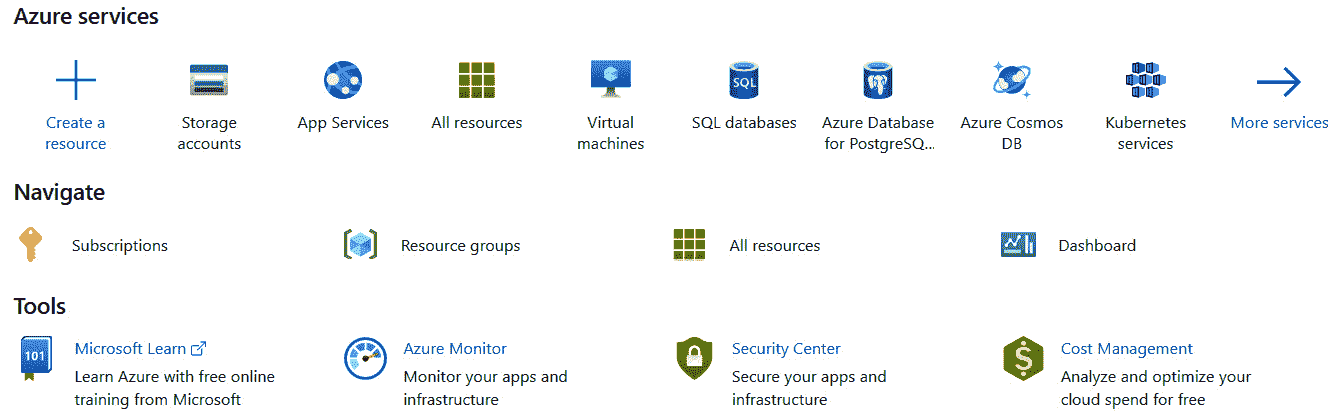 Azure services
Create a resource
Storage accounts
App Services
All resources
Virtual machines
SQL databases
SQL
Azure Database for PostgreSQ...
Azure Cosmos DB
Kubernetes services
More services
Navigate
Subscriptions
Resource groups
All resources
Dashboard
Tools
101
Microsoft Learn
Learn Azure with free online
training from Microsoft
Azure Monitor
Monitor your apps and
infrastructure
Security Center
Secure your apps and
infrastructure
$
Cost Management
Analyze and optimize your
cloud spend for free